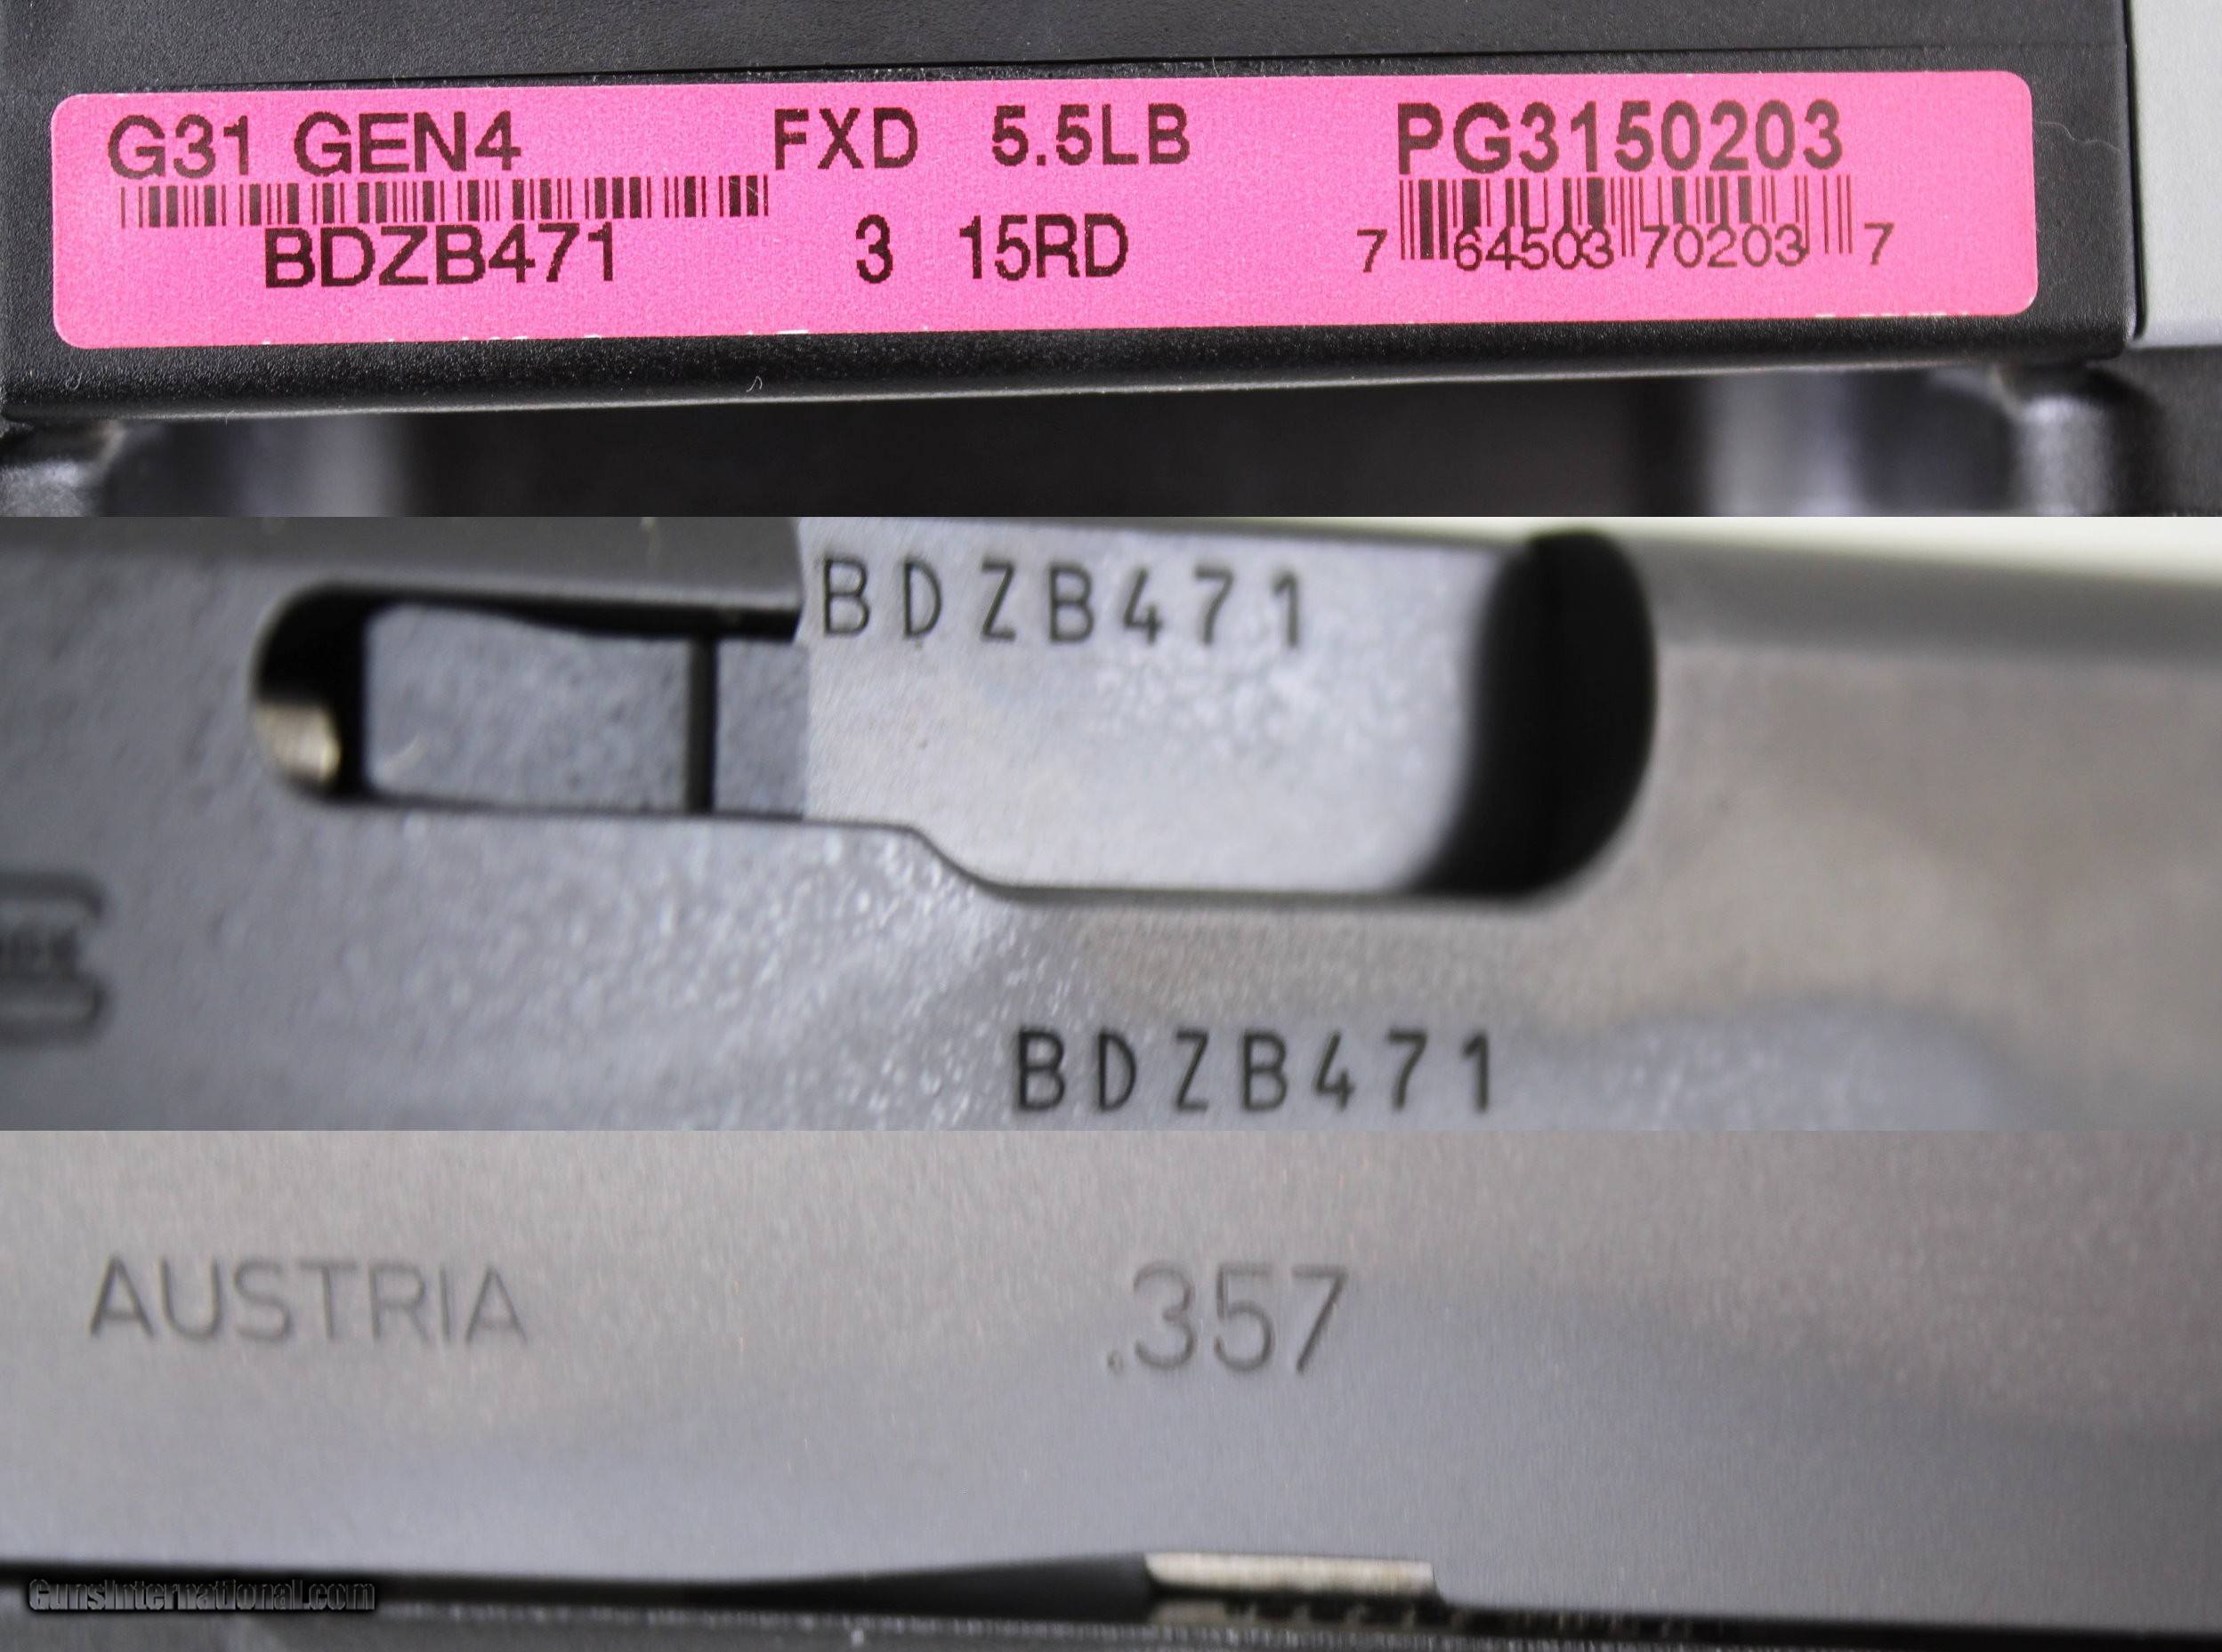 G31 GEN4 FXD 5.5LB PG3150203
BDZB471 3 15RD 7 64503 70203 7
BDZB471
BDZB471
AUSTRIA .357
GunsInternational.com